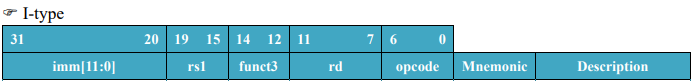 ☞ I-type
31 20 19 15 14 12 11 7 6 0
imm[11:0] rs1 funct3 rd opcode Mnemonic Description